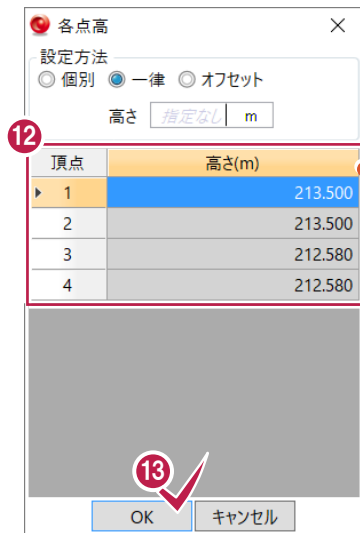 各点高
設定方法
個別 一律 オフセット
高さ 指定なし m
12
頂点 高さ(m)
1 213.500
2 213.500
3 212.580
4 212.580
13
OK キャンセル